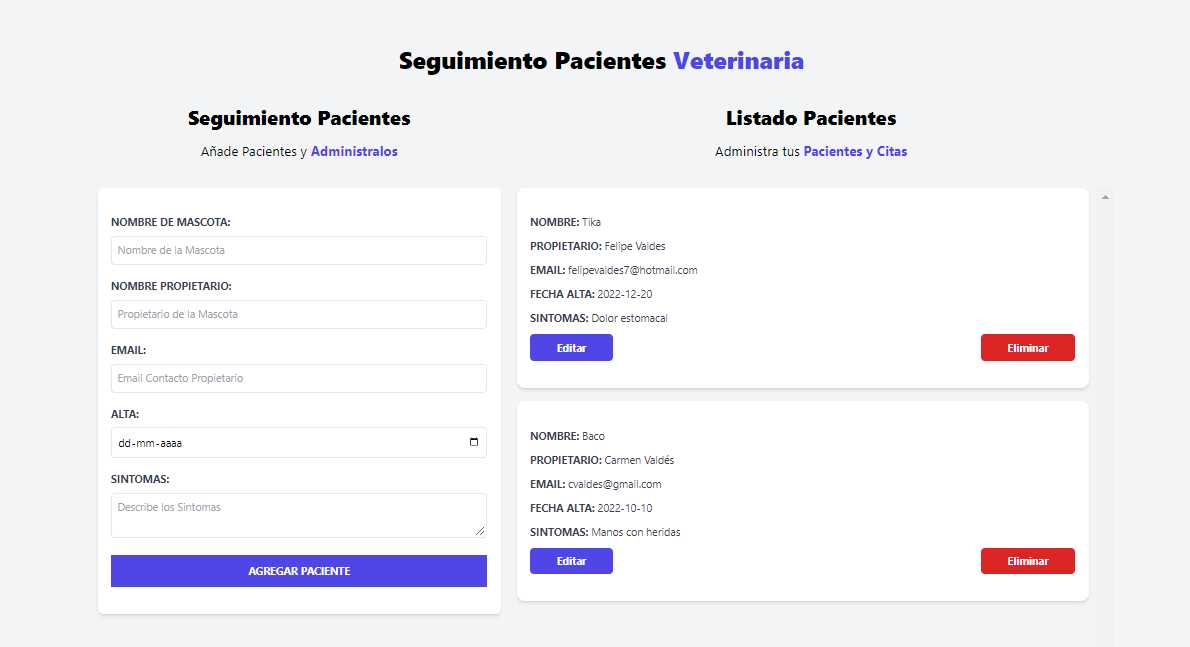 Seguimiento Pacientes Veterinaria
Seguimiento Pacientes
Añade Pacientes y Administralos
NOMBRE DE MASCOTA:
Nombre de la Mascota
NOMBRE PROPIETARIO:
Propietario de la Mascota
EMAIL:
Email Contacto Propietario
ALTA:
dd-mm-aaaa
SINTOMAS:
Describe los Sintomas
AGREGAR PACIENTE
Listado Pacientes
Administra tus Pacientes y Citas
NOMBRE: Tika
PROPIETARIO: Felipe Valdes
EMAIL: felipevaldes7@hotmail.com
FECHA ALTA: 2022-12-20
SINTOMAS: Dolor estomacal
Editar
Eliminar
NOMBRE: Baco
PROPIETARIO: Carmen Valdés
EMAIL: cvaldes@gmail.com
FECHA ALTA: 2022-10-10
SINTOMAS: Manos con heridas
Editar
Eliminar